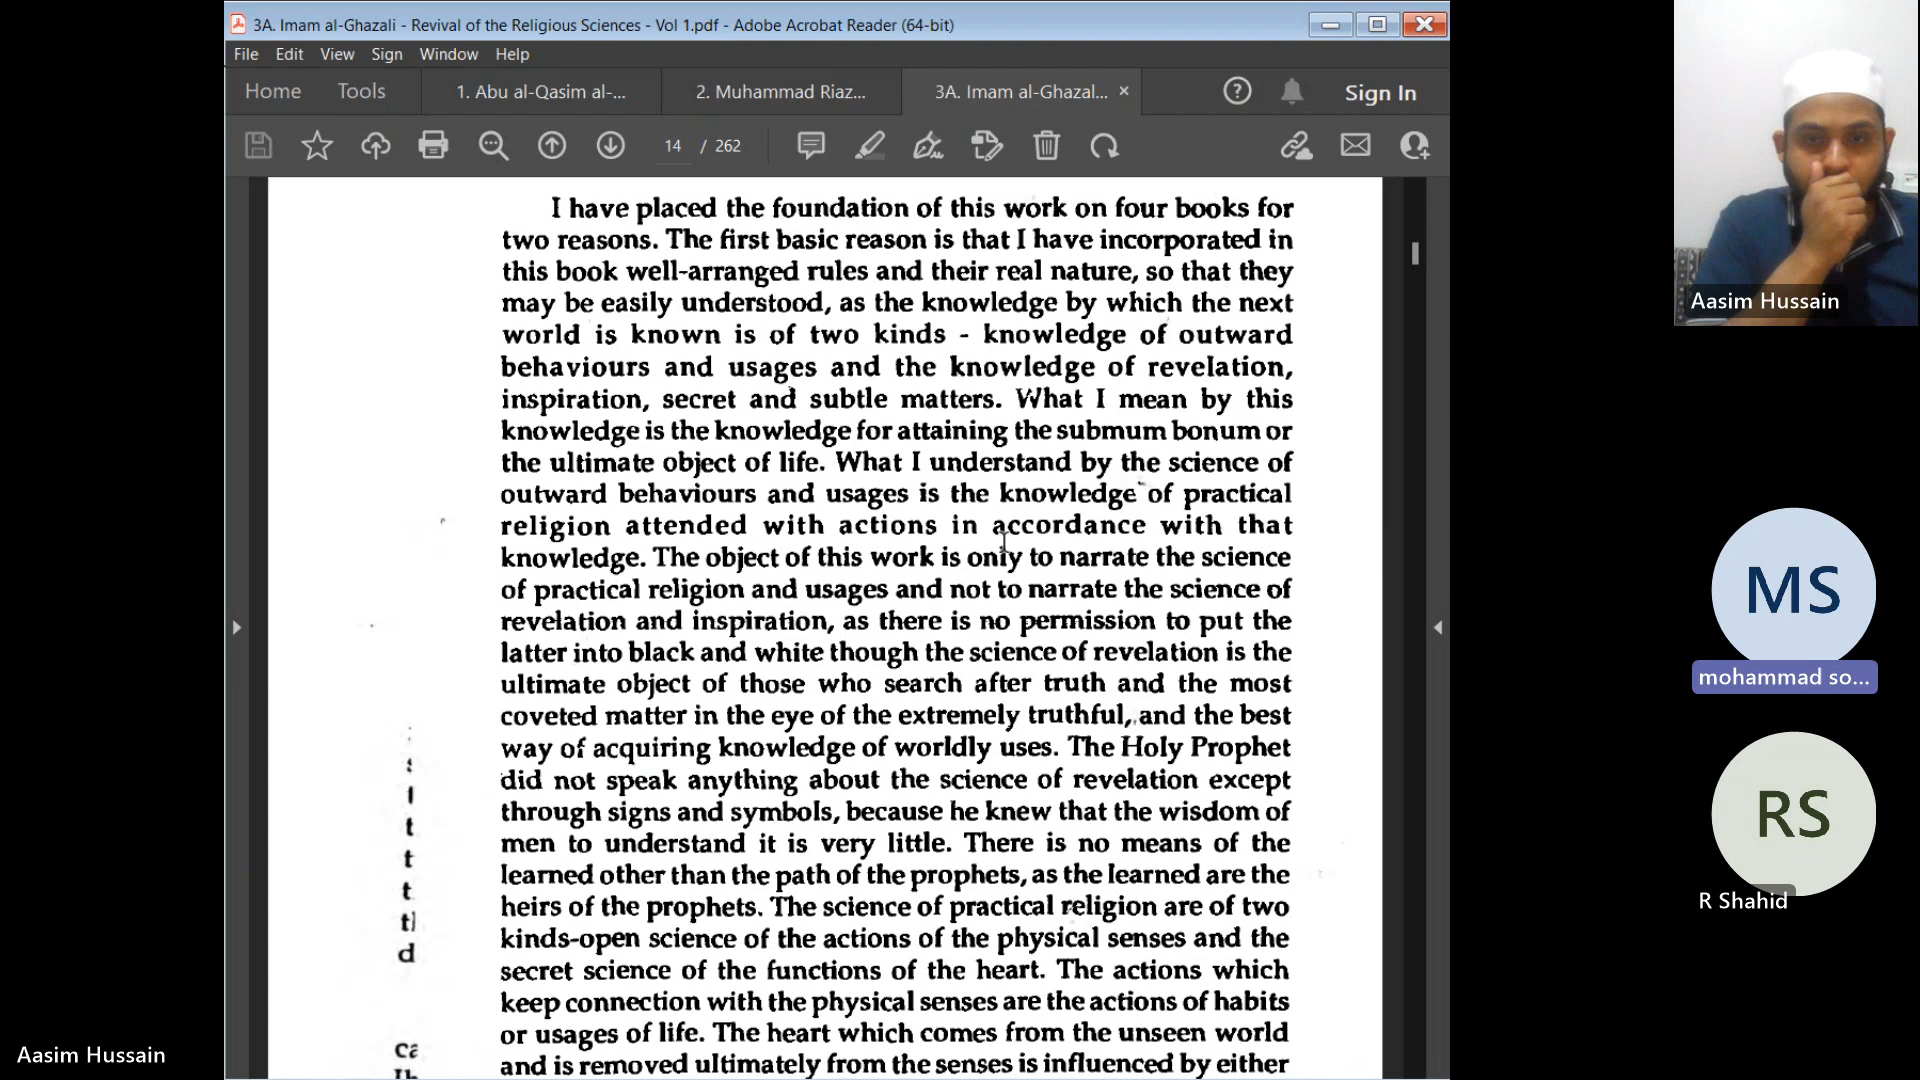 3A. Imam al-Ghazali - Revival of the Religious Sciences - Vol 1.pdf - Adobe Acrobat Reader (64-bit)
File Edit View Sign Window Help
Home Tools 1. Abu al-Qasim al-... 2. Muhammad Riaz... 3A. Imam al-Ghazal... × Sign In
14 / 262
I have placed the foundation of this work on four books for
two reasons. The first basic reason is that I have incorporated in
this book well-arranged rules and their real nature, so that they
may be easily understood, as the knowledge by which the next
world is known is of two kinds - knowledge of outward
behaviours and usages and the knowledge of revelation,
inspiration, secret and subtle matters. What I mean by this
knowledge is the knowledge for attaining the submum bonum or
the ultimate object of life. What I understand by the science of
outward behaviours and usages is the knowledge of practical
religion attended with actions in accordance with that
knowledge. The object of this work is only to narrate the science
of practical religion and usages and not to narrate the science of
revelation and inspiration, as there is no permission to put the
latter into black and white though the science of revelation is the
ultimate object of those who search after truth and the most
coveted matter in the eye of the extremely truthful, and the best
way of acquiring knowledge of worldly uses. The Holy Prophet
did not speak anything about the science of revelation except
through signs and symbols, because he knew that the wisdom of
men to understand it is very little. There is no means of the
learned other than the path of the prophets, as the learned are the
heirs of the prophets. The science of practical religion are of two
kinds-open science of the actions of the physical senses and the
secret science of the functions of the heart. The actions which
keep connection with the physical senses are the actions of habits
or usages of life. The heart which comes from the unseen world
and is removed ultimately from the senses is influenced by either
Aasim Hussain
MS
mohammad so...
RS
R Shahid
Aasim Hussain